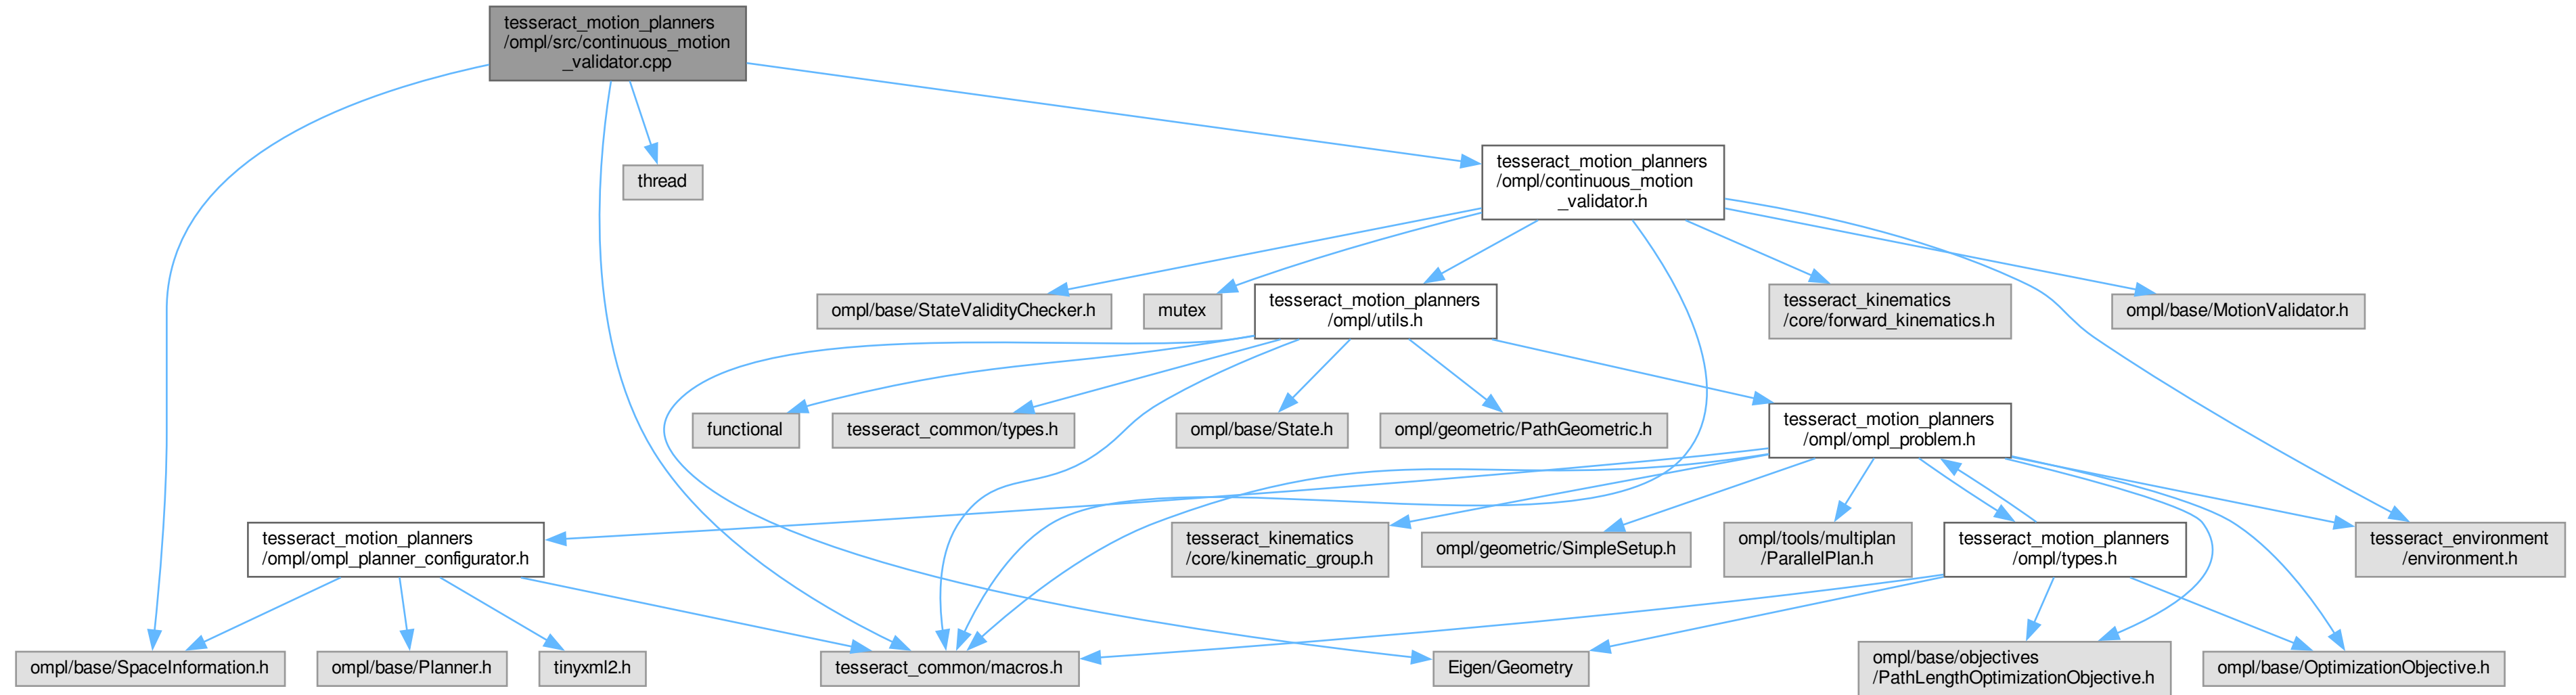 tesseract_motion_planners
/ompl/src/continuous_motion
_validator.cpp
thread
tesseract_motion_planners
/ompl/continuous_motion
_validator.h
ompl/base/StateValidityChecker.h
mutex
tesseract_motion_planners
/ompl/utils.h
tesseract_kinematics
/core/forward_kinematics.h
ompl/base/MotionValidator.h
functional
tesseract_common/types.h
ompl/base/State.h
ompl/geometric/PathGeometric.h
tesseract_motion_planners
/ompl/ompl_problem.h
tesseract_motion_planners
/ompl/ompl_planner_configurator.h
tesseract_kinematics
/core/kinematic_group.h
ompl/geometric/SimpleSetup.h
ompl/tools/multiplan
/ParallelPlan.h
tesseract_motion_planners
/ompl/types.h
tesseract_environment
/environment.h
ompl/base/SpaceInformation.h
ompl/base/Planner.h
tinyxml2.h
tesseract_common/macros.h
Eigen/Geometry
ompl/base/objectives
/PathLengthOptimizationObjective.h
ompl/base/OptimizationObjective.h